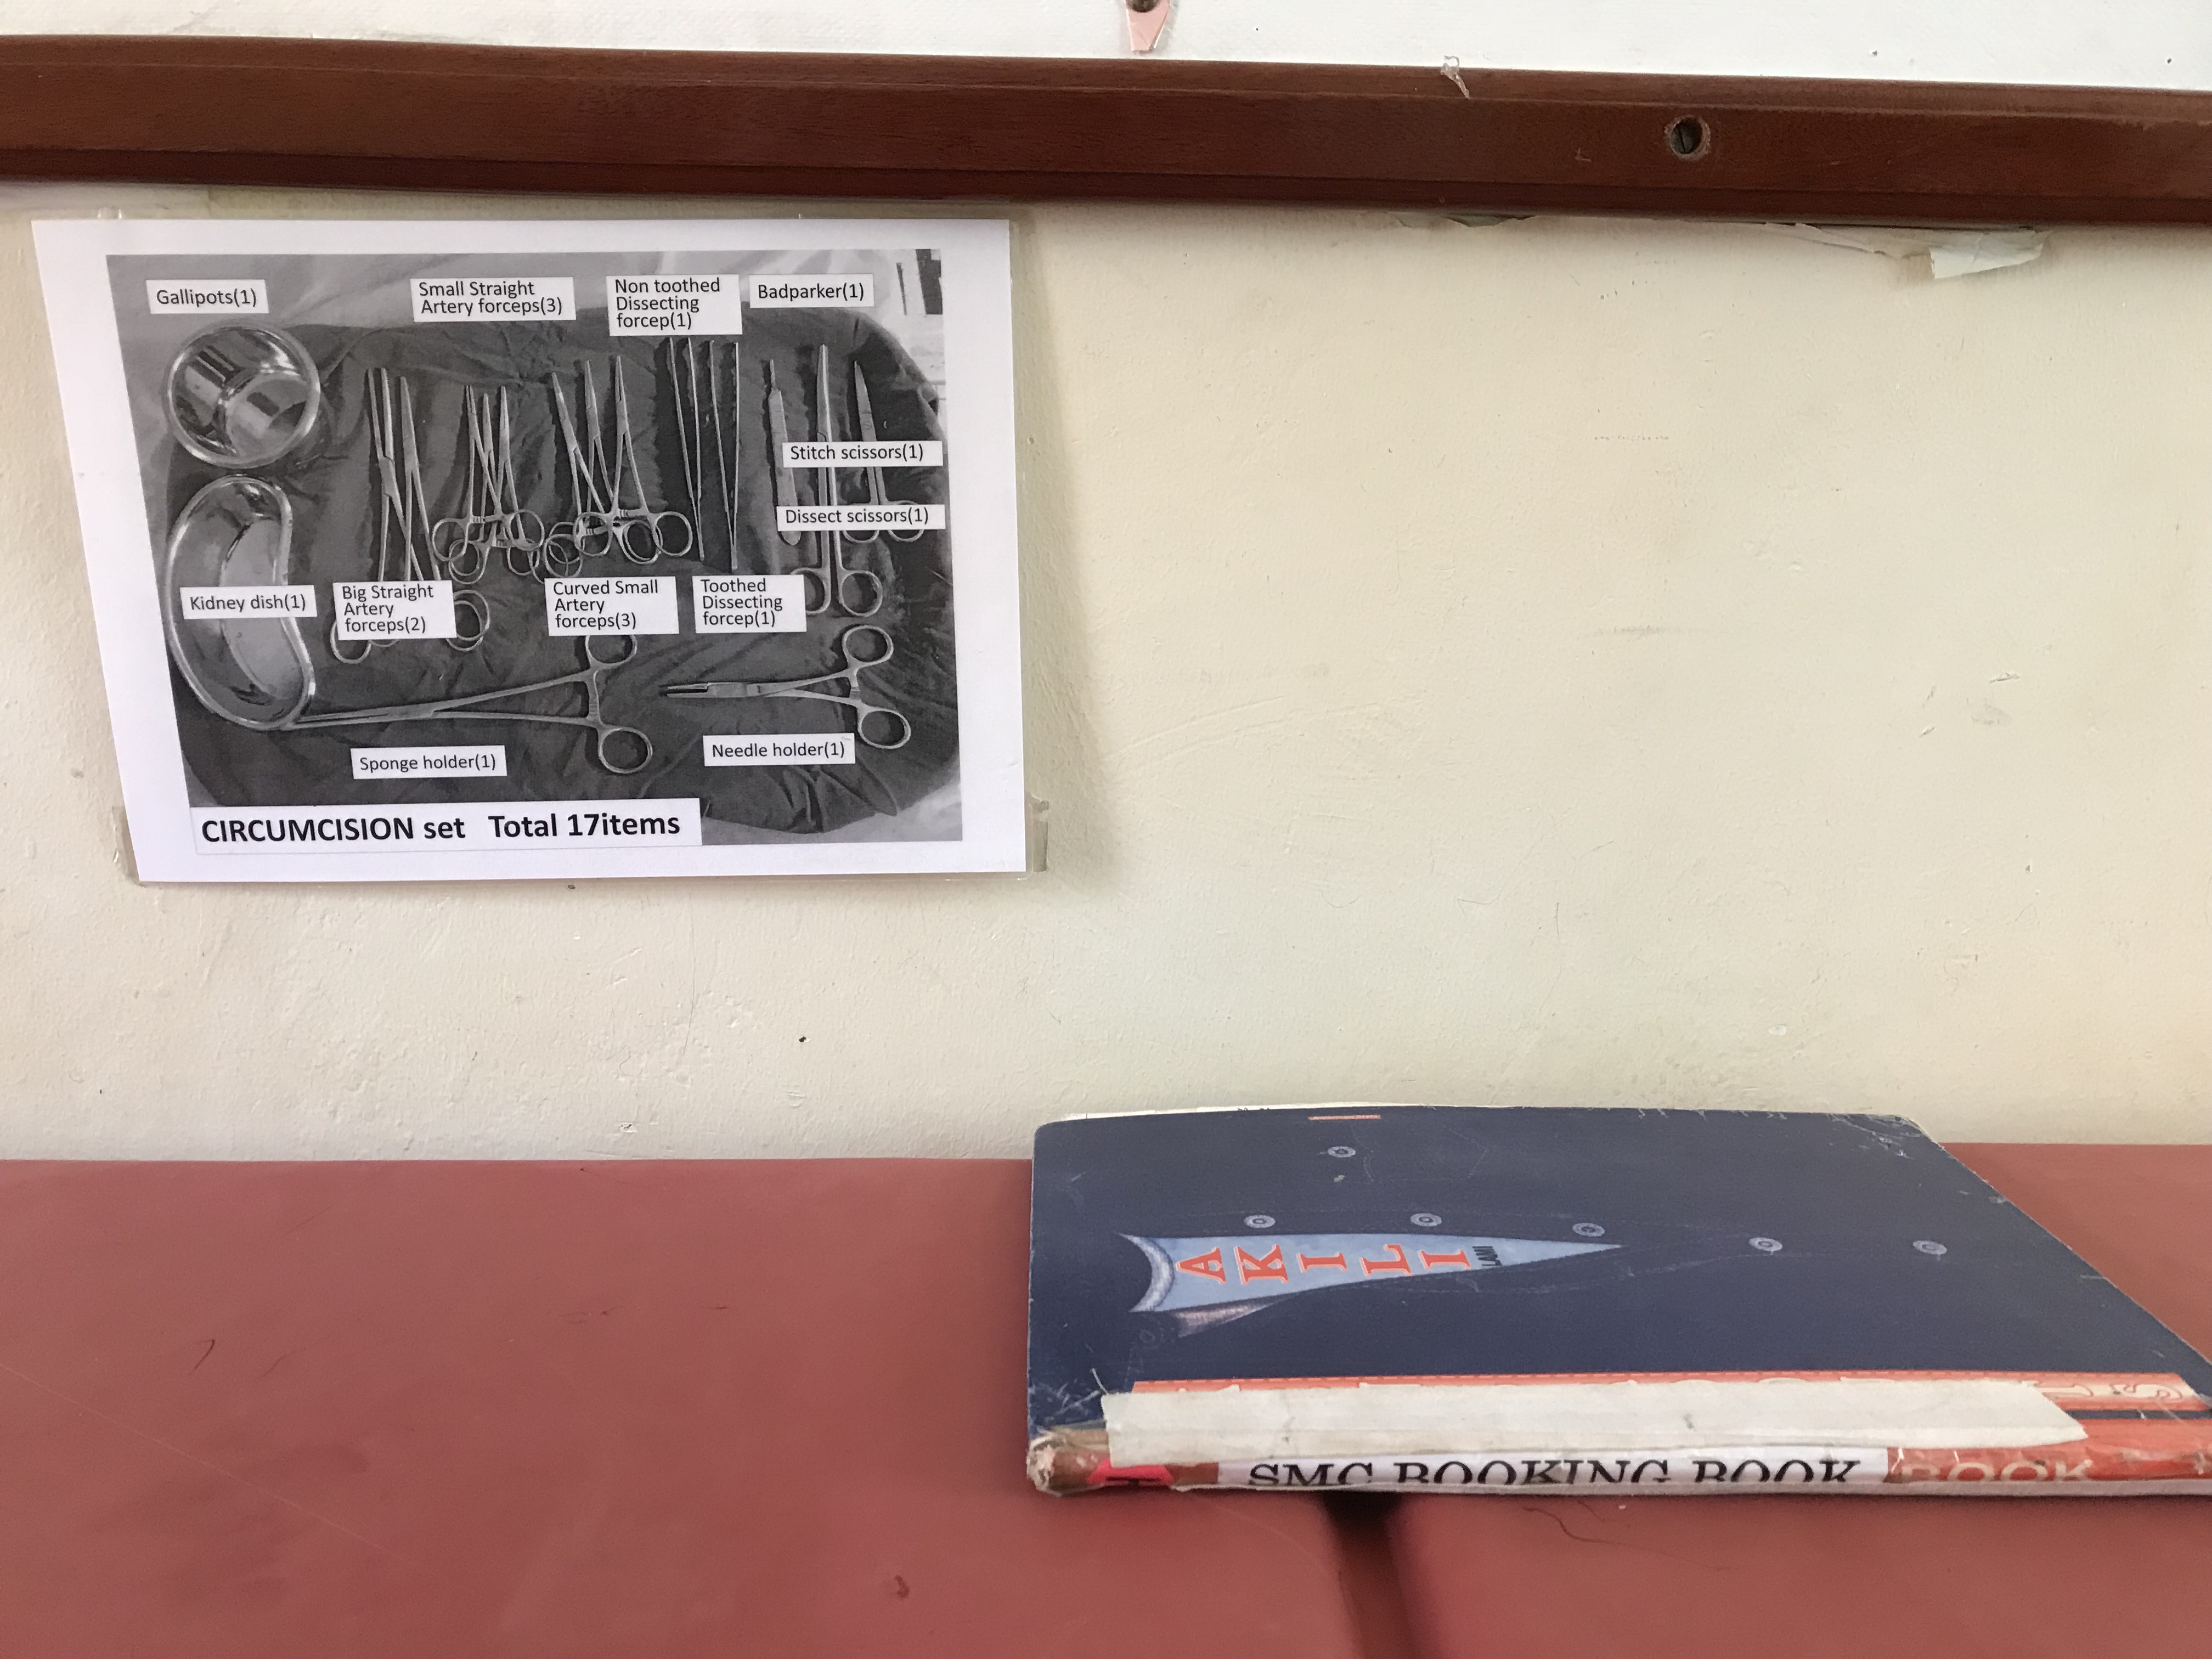 Gallipots(1)
Small Straight
Artery forceps(3)
Non toothed
Dissecting
forcep(1)
Badparker(1)
Stitch scissors(1)
Dissect scissors(1)
Kidney dish(1)
Big Straight
Artery
forceps(2)
Curved Small
Artery
forceps(3)
Toothed
Dissecting
forcep(1)
Sponge holder(1)
Needle holder(1)
CIRCUMCISION set Total 17items
AKILI
SMC BOOKING BOOK
BOOK